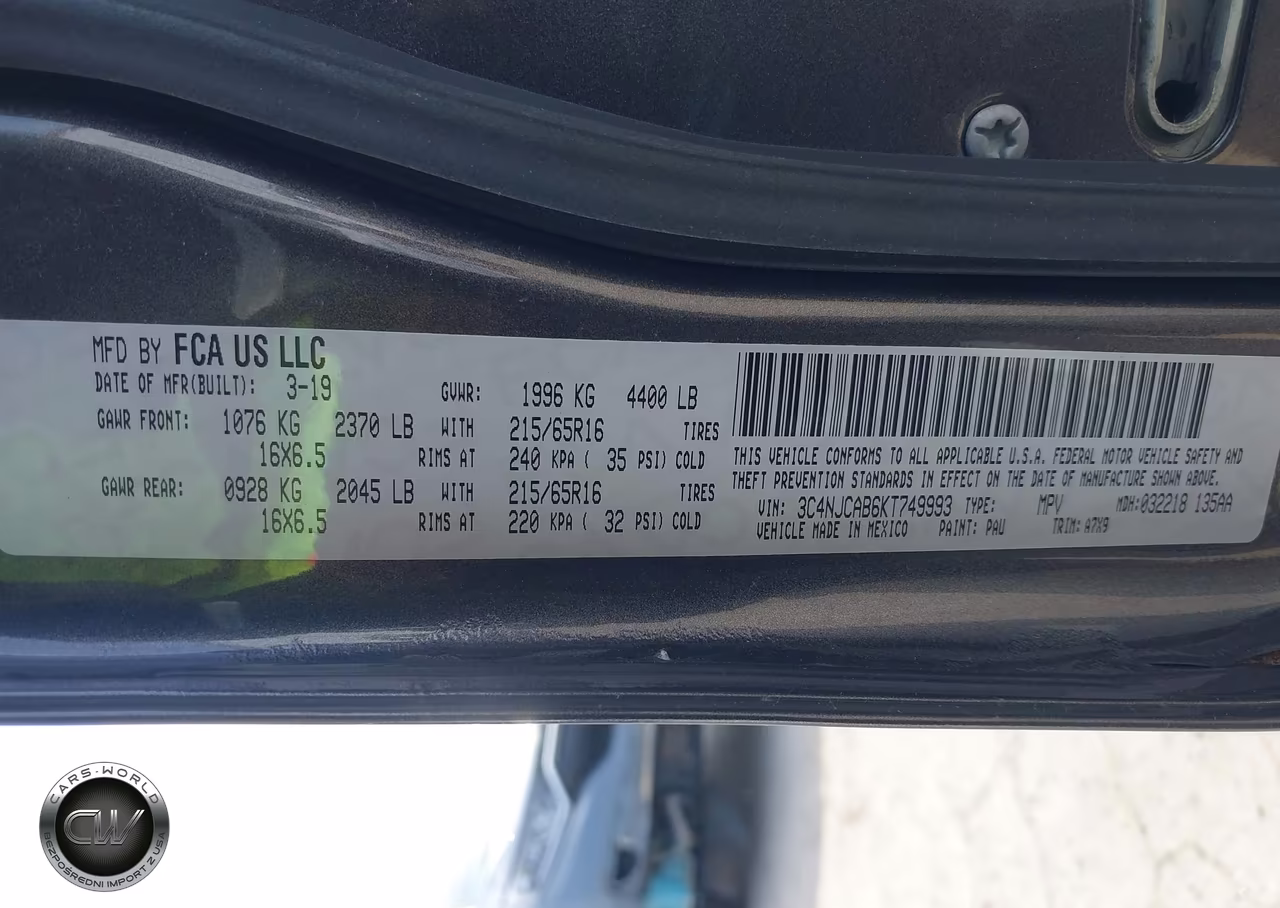 MFD BY FCA US LLC
DATE OF MFR(BUILT): 3-19 GVWR: 1996 KG 4400 LB
GAWR FRONT: 1076 KG 2370 LB WITH 215/65R16 TIRES
16X6.5 RIMS AT 240 KPA ( 35 PSI) COLD
GAWR REAR: 0928 KG 2045 LB WITH 215/65R16 TIRES
16X6.5 RIMS AT 220 KPA ( 32 PSI) COLD
THIS VEHICLE CONFORMS TO ALL APPLICABLE U.S.A. FEDERAL MOTOR VEHICLE SAFETY AND
THEFT PREVENTION STANDARDS IN EFFECT ON THE DATE OF MANUFACTURE SHOWN ABOVE.
VIN: 3C4NJCAB6KT749993 TYPE: MPV MDH:032218 135AA
VEHICLE MADE IN MEXICO PAINT: PAU TRIM: A7X9
CARS-WORLD
CW
BEZPOŚREDNI IMPORT Z USA